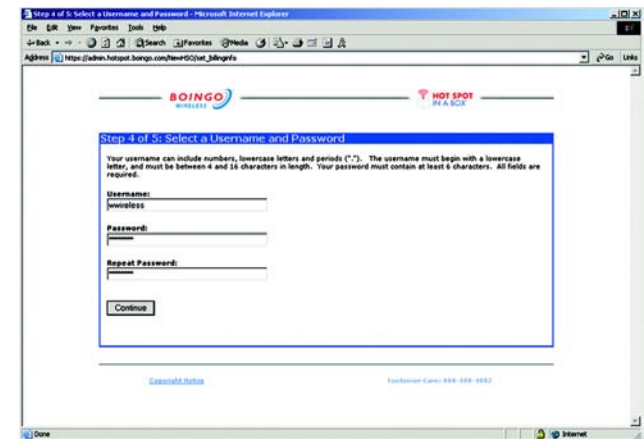 Step 4 of 5: Select a Username and Password - Microsoft Internet Explorer
File Edit View Favorites Tools Help
Back Search Favorites Media
Address https://admin.hotspot.boingo.com/NewHSO/set_billinginfo Go Links
BOINGO
WIRELESS
HOT SPOT
IN A BOX
Step 4 of 5: Select a Username and Password
Your username can include numbers, lowercase letters and periods ("."). The username must begin with a lowercase
letter, and must be between 4 and 16 characters in length. Your password must contain at least 6 characters. All fields are
required.
Username:
wwireless
Password:
Repeat Password:
Continue
Copyright Notice
Customer Care:
Done Internet